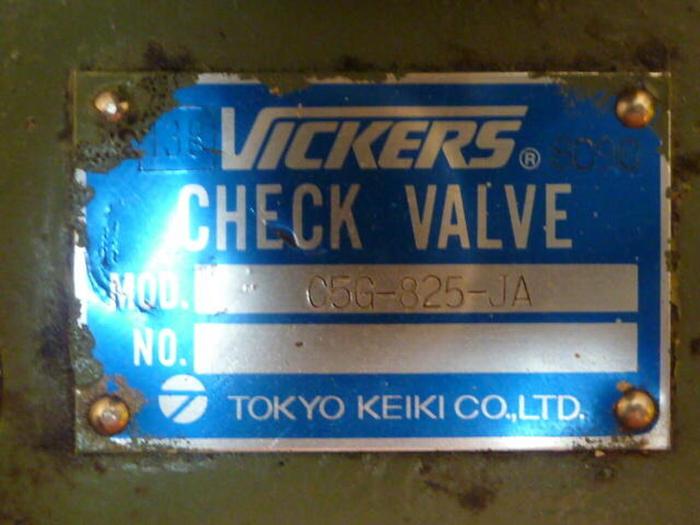 VICKERS®
CHECK VALVE
MOD. C5G-825-JA
NO.
TOKYO KEIKI CO.,LTD.